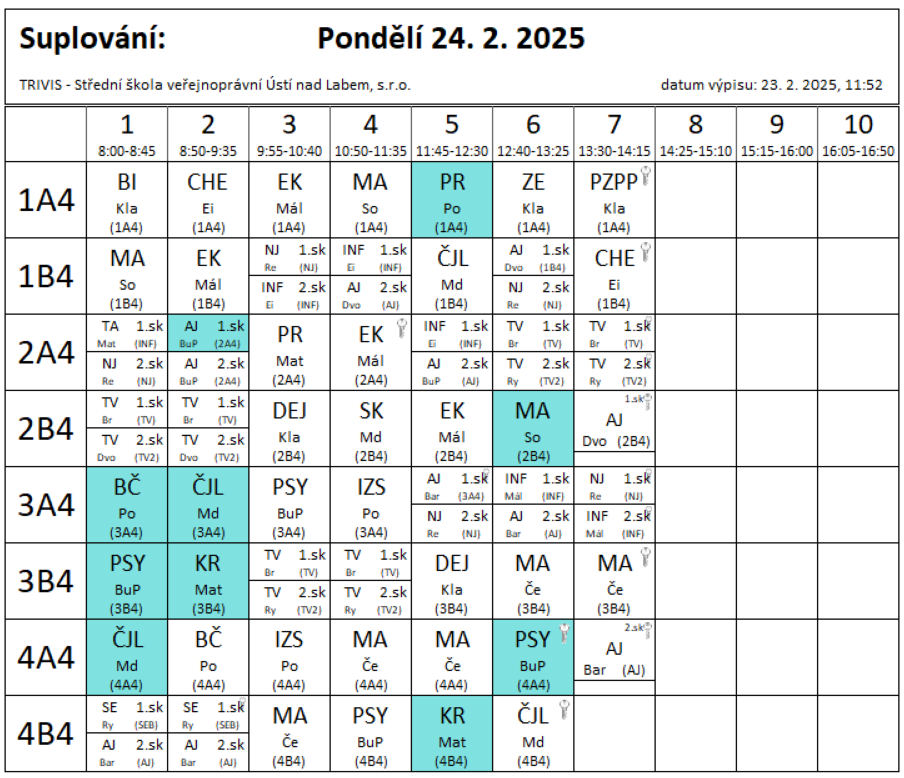 Suplování: Pondělí 24. 2. 2025
TRIVIS - Střední škola veřejnoprávní Ústí nad Labem, s.r.o. datum výpisu: 23. 2. 2025, 11:52
1 2 3 4 5 6 7 8 9 10
8:00-8:45 8:50-9:35 9:55-10:40 10:50-11:35 11:45-12:30 12:40-13:25 13:30-14:15 14:25-15:10 15:15-16:00 16:05-16:50
1A4
BI CHE EK MA PR ZE PZPP
Kla Ei Mál So Po Kla Kla
(1A4) (1A4) (1A4) (1A4) (1A4) (1A4) (1A4)
1B4
MA EK NJ 1.sk INF 1.sk ČJL AJ 1.sk CHE
Re (NJ) Ei (INF) Dvo (1B4)
So Mál INF 2.sk AJ 2.sk Md NJ 2.sk Ei
(1B4) (1B4) Ei (INF) Dvo (AJ) (1B4) Re (NJ) (1B4)
2A4
TA 1.sk AJ 1.sk PR EK INF 1.sk TV 1.sk TV 1.sk
Mat (INF) BuP (2A4) Ei (INF) Br (TV) Br (TV)
NJ 2.sk AJ 2.sk Mat Mál AJ 2.sk TV 2.sk TV 2.sk
Re (NJ) BuP (2A4) (2A4) (2A4) BuP (AJ) Ry (TV2) Ry (TV2)
2B4
TV 1.sk TV 1.sk DEJ SK EK MA 1.sk
Br (TV) Br (TV) AJ
TV 2.sk TV 2.sk Kla Md Mál So Dvo (2B4)
Dvo (TV2) Dvo (TV2) (2B4) (2B4) (2B4) (2B4)
3A4
BČ ČJL PSY IZS AJ 1.sk INF 1.sk NJ 1.sk
Bar (3A4) Mál (INF) Re (NJ)
Po Md BuP Po NJ 2.sk AJ 2.sk INF 2.sk
(3A4) (3A4) (3A4) (3A4) Re (NJ) Bar (AJ) Mál (INF)
3B4
PSY KR TV 1.sk TV 1.sk DEJ MA MA
Br (TV) Br (TV)
BuP Mat TV 2.sk TV 2.sk Kla Če Če
(3B4) (3B4) Ry (TV2) Ry (TV2) (3B4) (3B4) (3B4)
4A4
ČJL BČ IZS MA MA PSY 2.sk
AJ
Md Po Po Če Če BuP Bar (AJ)
(4A4) (4A4) (4A4) (4A4) (4A4) (4A4)
4B4
SE 1.sk SE 1.sk MA PSY KR ČJL
Ry (SEB) Ry (SEB)
AJ 2.sk AJ 2.sk Če BuP Mat Md
Bar (AJ) Bar (AJ) (4B4) (4B4) (4B4) (4B4)